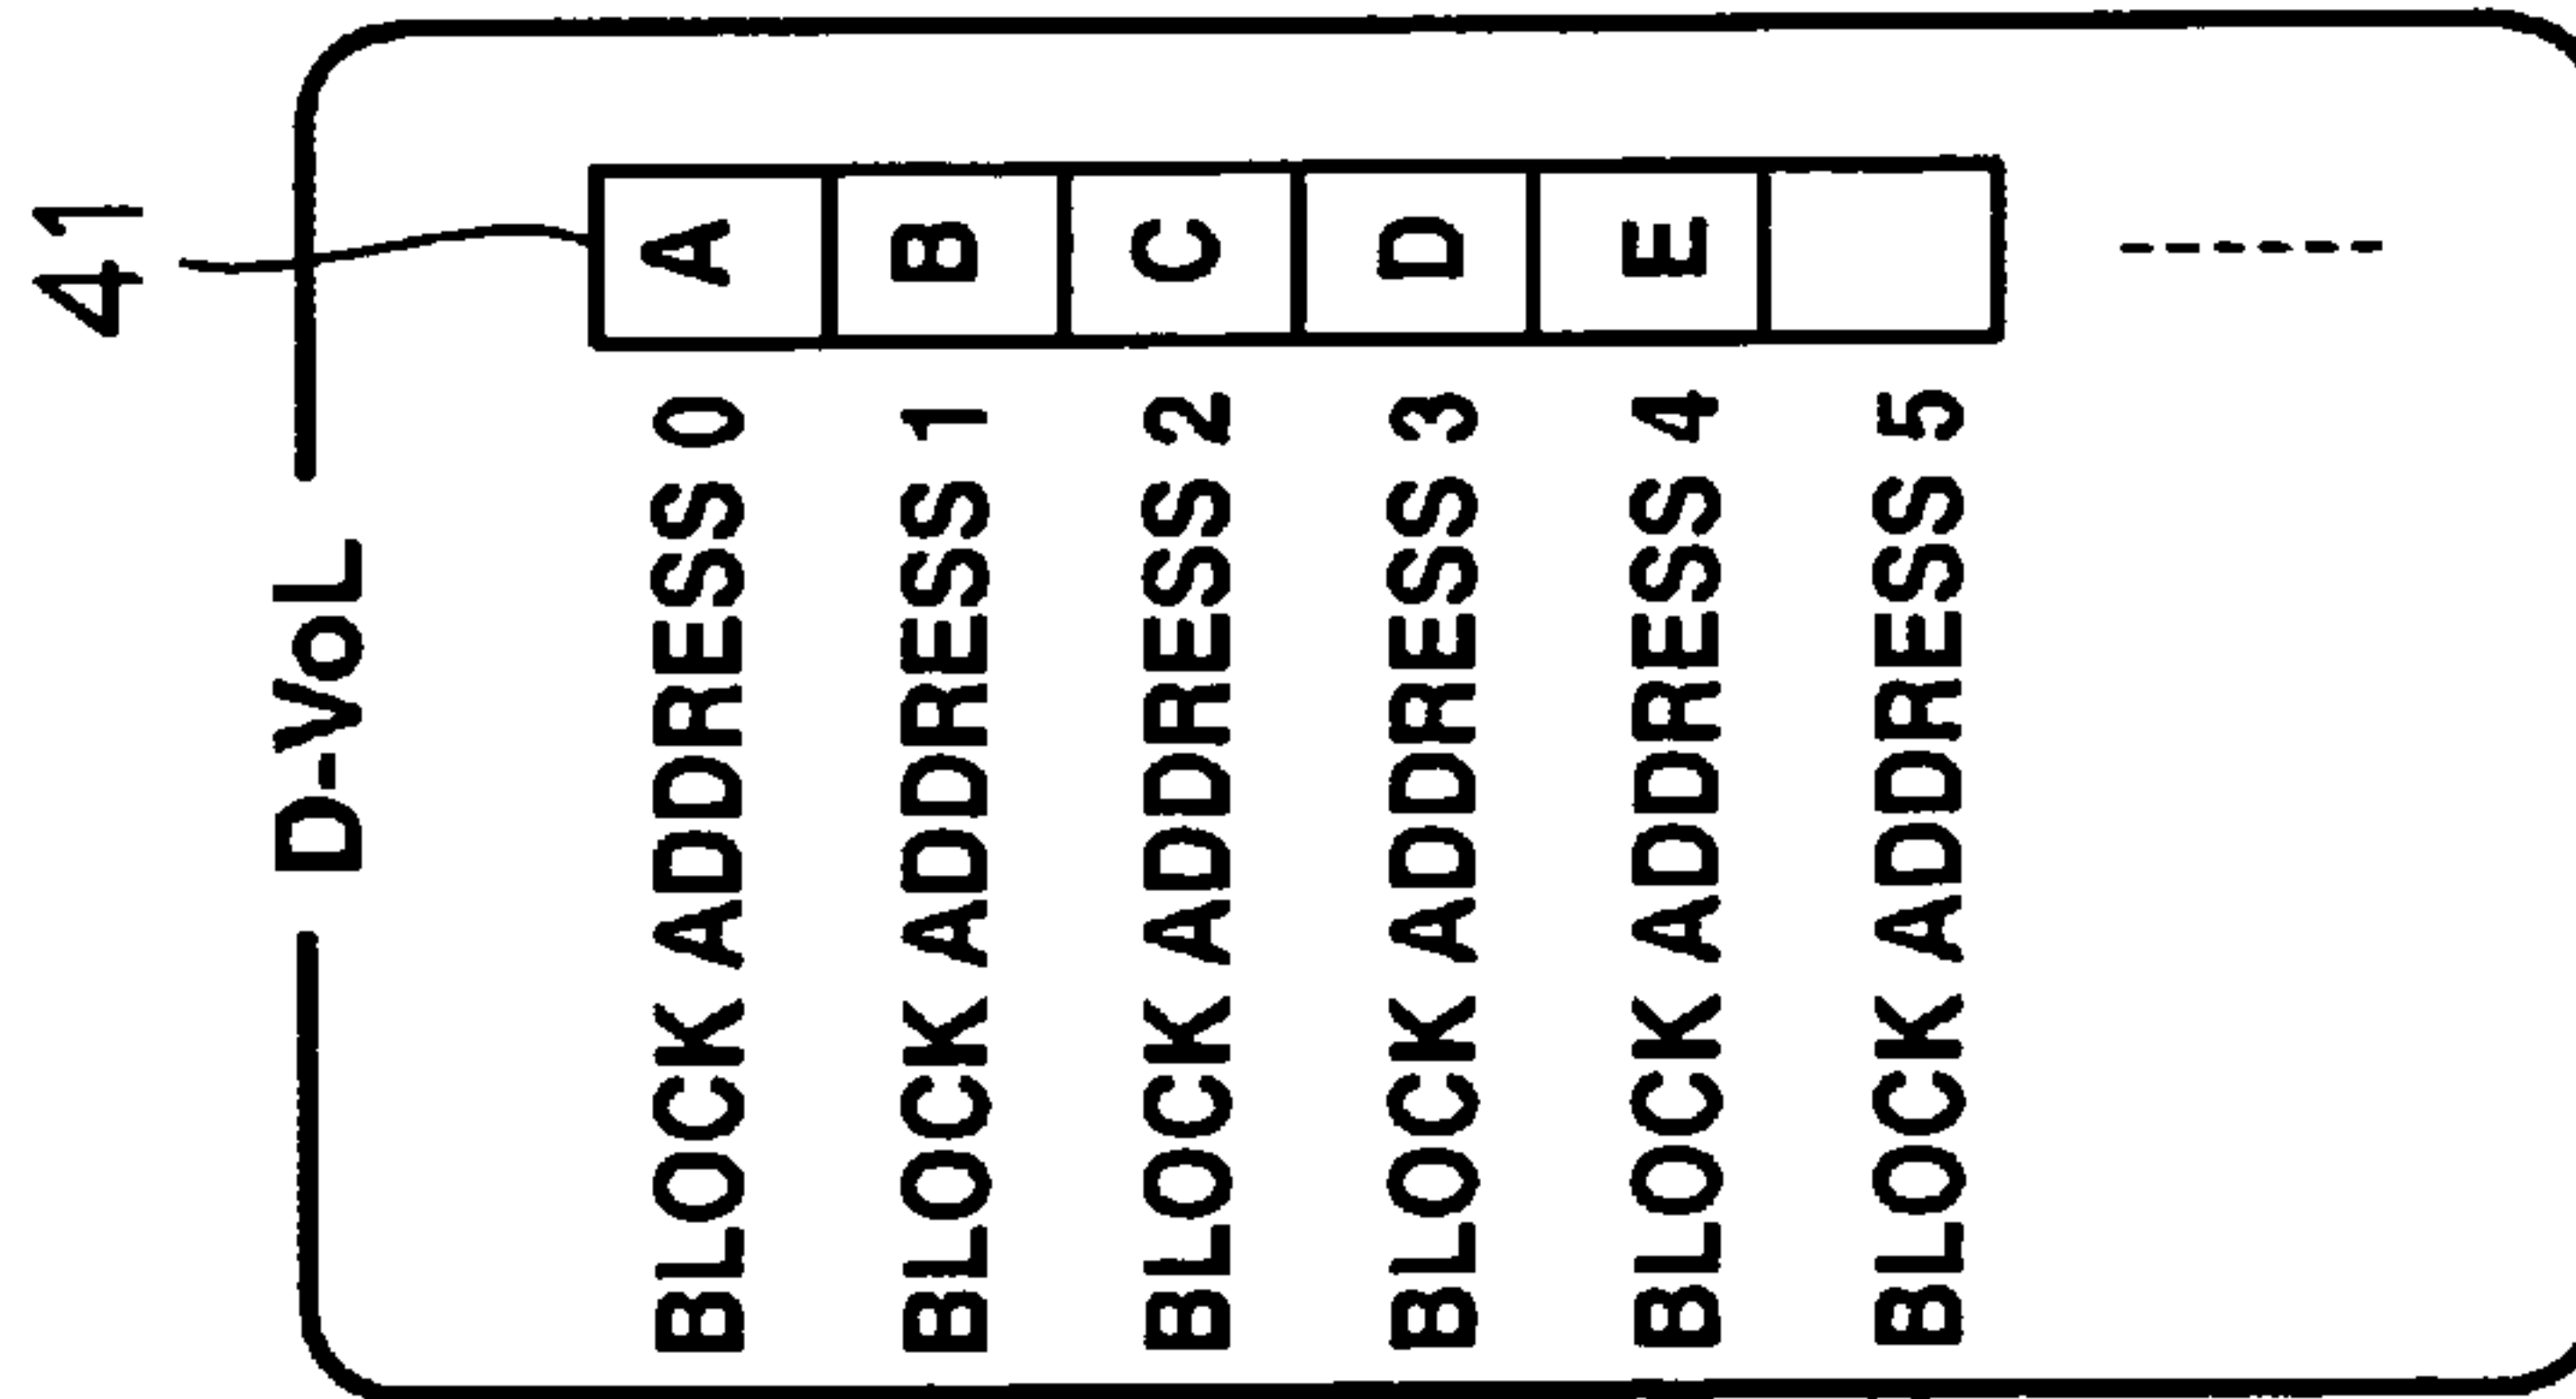 41
D-VoL
BLOCK ADDRESS 0 A
BLOCK ADDRESS 1 B
BLOCK ADDRESS 2 C
BLOCK ADDRESS 3 D
BLOCK ADDRESS 4 E
BLOCK ADDRESS 5